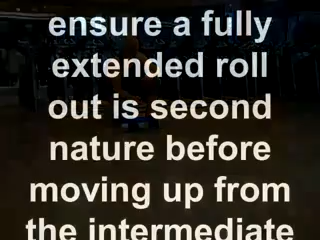 ensure a fully
extended roll
out is second
nature before
moving up from
the intermediate